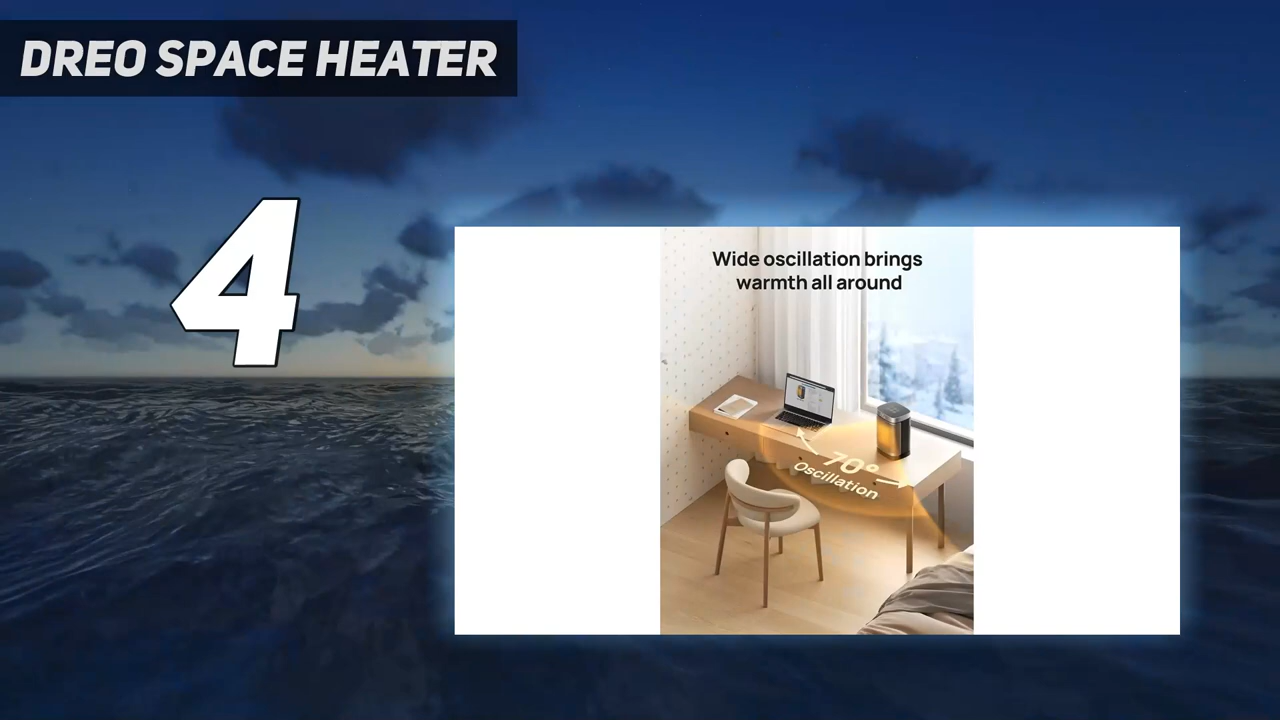 DREO SPACE HEATER
4
Wide oscillation brings
warmth all around
70°
Oscillation